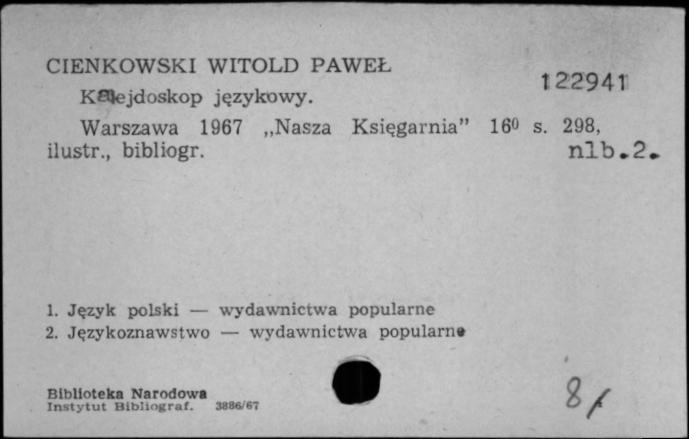 CIENKOWSKI WITOLD PAWEŁ
122941
Kalejdoskop językowy.
Warszawa 1967 „Nasza Księgarnia” 16⁰ s. 298,
ilustr., bibliogr. nlb.2.
1. Język polski — wydawnictwa popularne
2. Językoznawstwo — wydawnictwa popularne
Biblioteka Narodowa
Instytut Bibliograf. 3886/67
8/